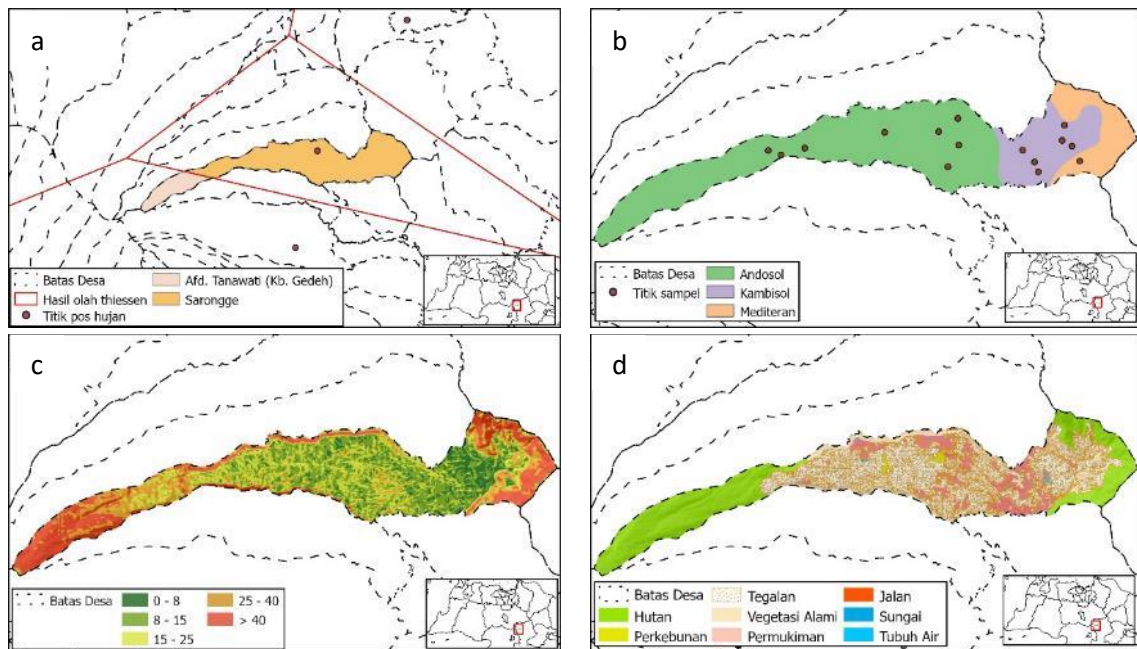 a
Batas Desa
Hasil olah thiessen
Titik pos hujan
Afd. Tanawati (Kb. Gedeh)
Sarongge
b
Batas Desa
Titik sampel
Andosol
Kambisol
Mediteran
c
Batas Desa
0 - 8
8 - 15
15 - 25
25 - 40
> 40
d
Batas Desa
Hutan
Perkebunan
Tegalan
Vegetasi Alami
Permukiman
Jalan
Sungai
Tubuh Air